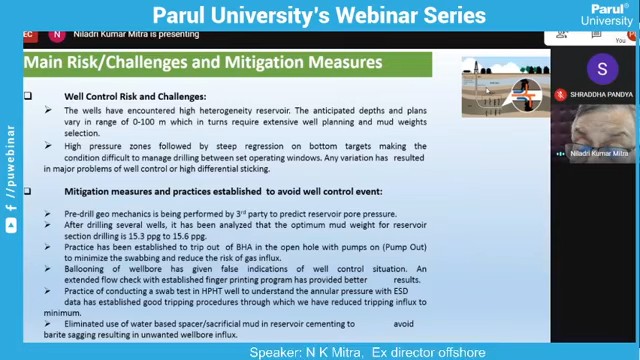 Parul University's Webinar Series
Parul®
University
EC
N
Niladri Kumar Mitra is presenting
You
Main Risk/Challenges and Mitigation Measures
Well Control Risk and Challenges:
The wells have encountered high heterogeneity reservoir. The anticipated depths and plans
vary in range of 0-100 m which in turns require extensive well planning and mud weights
selection.
High pressure zones followed by steep regression on bottom targets making the
condition difficult to manage drilling between set operating windows. Any variation has resulted
in major problems of well control or high differential sticking.
Mitigation measures and practices established to avoid well control event:
Pre-drill geo mechanics is being performed by 3rd party to predict reservoir pore pressure.
After drilling several wells, it has been analyzed that the optimum mud weight for reservoir
section drilling is 15.3 ppg to 15.6 ppg.
Practice has been established to trip out of BHA in the open hole with pumps on (Pump Out)
to minimize the swabbing and reduce the risk of gas influx.
Ballooning of wellbore has given false indications of well control situation. An
extended flow check with established finger printing program has provided better results.
Practice of conducting a swab test in HPHT well to understand the annular pressure with ESD
data has established good tripping procedures through which we have reduced tripping influx to
minimum.
Eliminated use of water based spacer/sacrificial mud in reservoir cementing to avoid
barite sagging resulting in unwanted wellbore influx.
S
SHRADDHA PANDYA
Niladri Kumar Mitra
/puwebinar
Speaker: N K Mitra, Ex director offshore